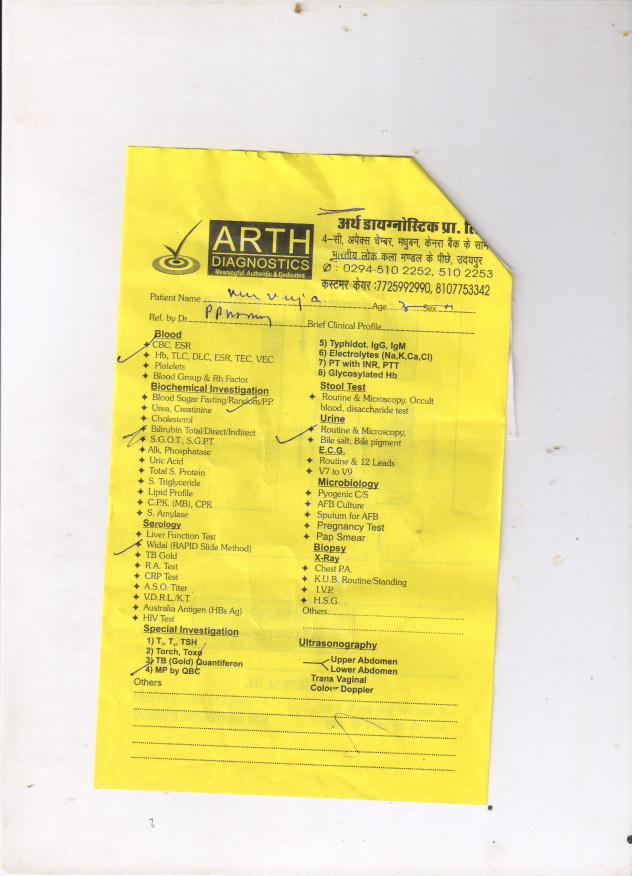 अर्थ डायग्नोस्टिक प्रा. लि
ARTH
DIAGNOSTICS
Meaningful, Authentic & Dedicated.
4-सी, अपेक्स चेम्बर, मधुबन, केनरा बैंक के साम
भारतीय लोक कला मण्डल के पीछे, उदयपुर
✆ : 0294-510 2252, 510 2253
कस्टमर केयर :7725992990, 8107753342
Patient Name Age 3 Sex M
Ref. by Dr. Brief Clinical Profile
Blood
CBC, ESR
Hb, TLC, DLC, ESR, TEC, VEC
Platelets
Blood Group & Rh Factor
Biochemical Investigation
Blood Sugar Fasting/Random/P.P.
Urea, Creatinine
Cholesterol
Bilirubin Total/Direct/Indirect
S.G.O.T., S.G.P.T.
Alk. Phosphatase
Uric Acid
Total S. Protein
S. Triglyceride
Lipid Profile
C.P.K. (MB), CPK
S. Amylase
Serology
Liver Function Test
Widal (RAPID Slide Method)
TB Gold
R.A. Test
CRP Test
A.S.O. Titer
V.D.R.L./K.T.
Australia Antigen (HBs Ag)
HIV Test
Special Investigation
1) T₃, T₄, TSH
2) Torch, Toxo
3) TB (Gold) Quantiferon
4) MP by QBC
Others
5) Typhidot. IgG, IgM
6) Electrolytes (Na,K,Ca,Cl)
7) PT with INR, PTT
8) Glycosylated Hb
Stool Test
Routine & Microscopy, Occult
blood, disaccharide test
Urine
Routine & Microscopy,
Bile salt, Bile pigment
E.C.G.
Routine & 12 Leads
V7 to V9
Microbiology
Pyogenic C/S
AFB Culture
Sputum for AFB
Pregnancy Test
Pap Smear
Biopsy
X-Ray
Chest P.A.
K.U.B. Routine/Standing
I.V.P.
H.S.G.
Others
Ultrasonography
Upper Abdomen
Lower Abdomen
Trans Vaginal
Colour Doppler